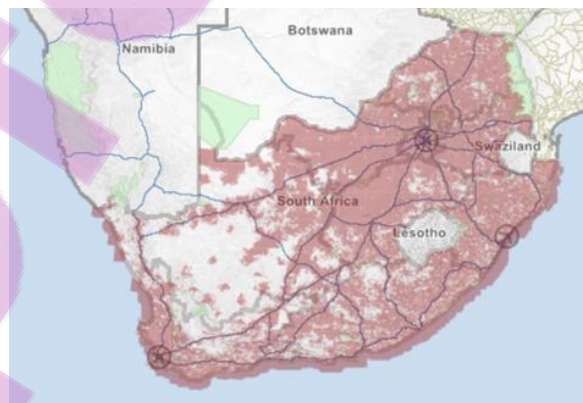 Botswana
Namibia
Swaziland
South Africa
Lesotho